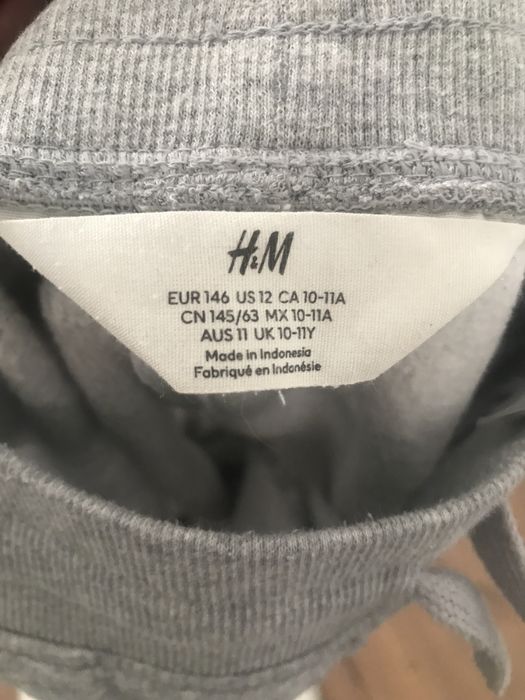 H&M
EUR 146 US 12 CA 10-11A
CN 145/63 MX 10-11A
AUS 11 UK 10-11Y
Made in Indonesia
Fabriqué en Indonésie